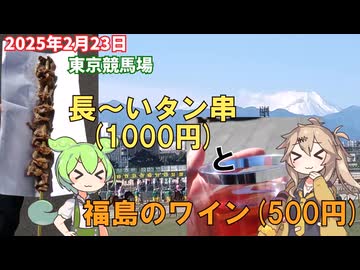 2025年2月23日
東京競馬場
長~いタン串
(1000円)
と
福島のワイン(500円)